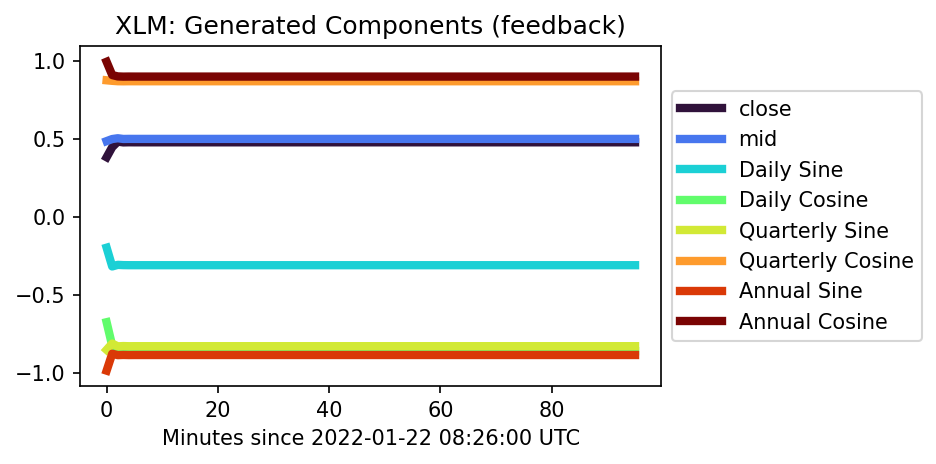 XLM: Generated Components (feedback)
1.0
0.5
0.0
−0.5
−1.0
0 20 40 60 80
Minutes since 2022-01-22 08:26:00 UTC
close
mid
Daily Sine
Daily Cosine
Quarterly Sine
Quarterly Cosine
Annual Sine
Annual Cosine